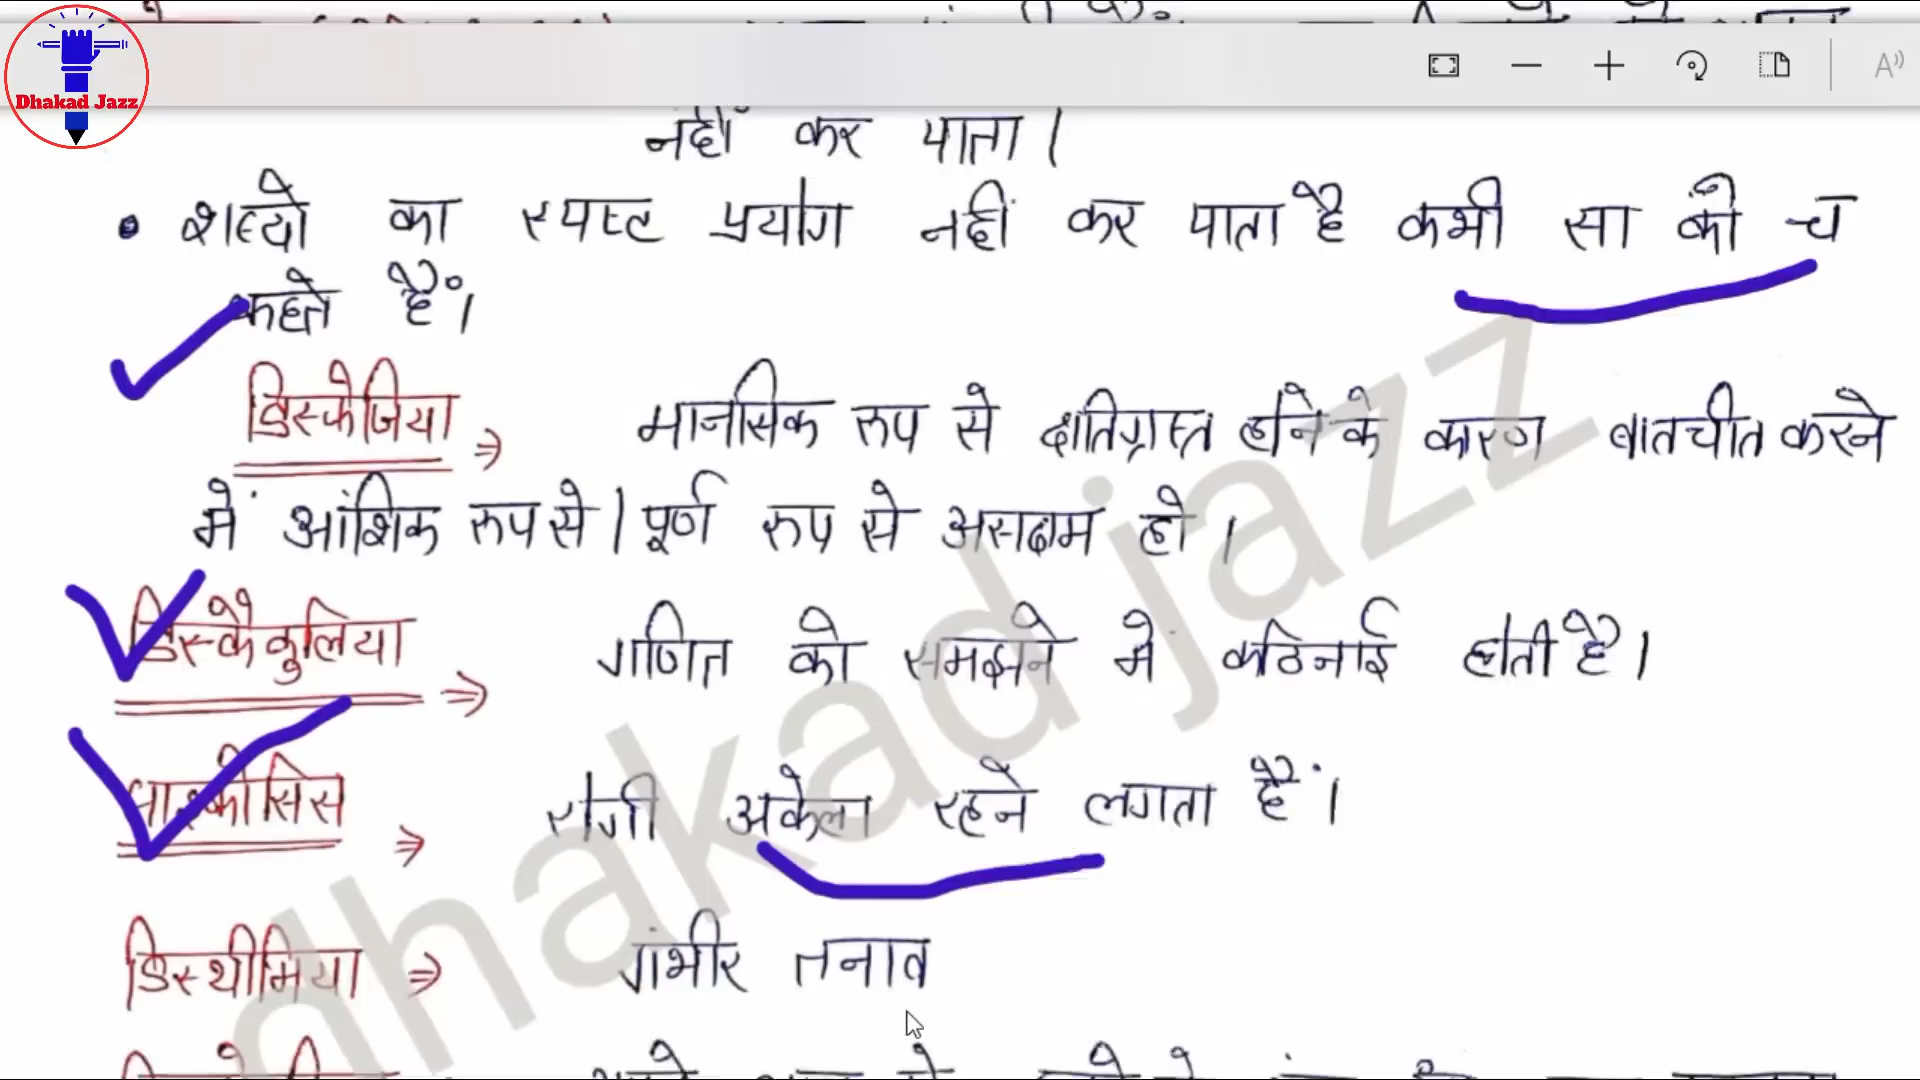 Dhakad Jazz
नहीं कर पाता।
• शब्दो का स्पष्ट प्रयोग नहीं कर पाता है कभी सा को च
कहते हैं।
डिस्फेजिया ⇒ मानसिक रूप से क्षतिग्रस्त होने के कारण बातचीत करने
में आंशिक रूप से। पूर्ण रूप से असक्षम हो।
डिस्कैकुलिया ⇒ गणित को समझने मे कठिनाई होती है।
साइकोसिस ⇒ रोगी अकेला रहने लगता हैं।
डिस्थीमिया ⇒ गंभीर तनाव
dhakad jazz